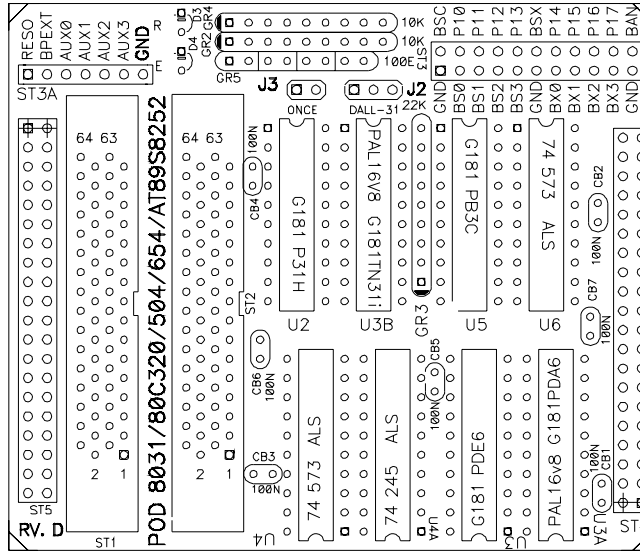 RESO
BPEXT
AUX0
AUX1
AUX2
AUX3
GND
R
E
D3
D4
GR4
GR2
10K
10K
100E
GR5
ST3
BSC
P10
P11
P12
P13
BSX
P14
P15
P16
P17
BAN
ST3A
J3
J2
ONCE
DALL-31
22K
GND
BS0
BS1
BS2
BS3
GND
BX0
BX1
BX2
BX3
GND
64 63
64 63
100N
CB4
G181 P31H
PAL16V8 G181TN31i
G181 PB3C
74 573 ALS
CB2
100N
POD 8031/80C320/504/654/AT89S8252
ST2
U2
U3B
GR3
U5
U6
CB7
100N
CB6
100N
CB5
100N
74 573 ALS
74 245 ALS
G181 PDE6
PAL16v8 G181PDA6
2 1
2 1
CB3
100N
100N
CB1
ST5
RV. D
ST1
U4
U4A
U3
U3A
ST